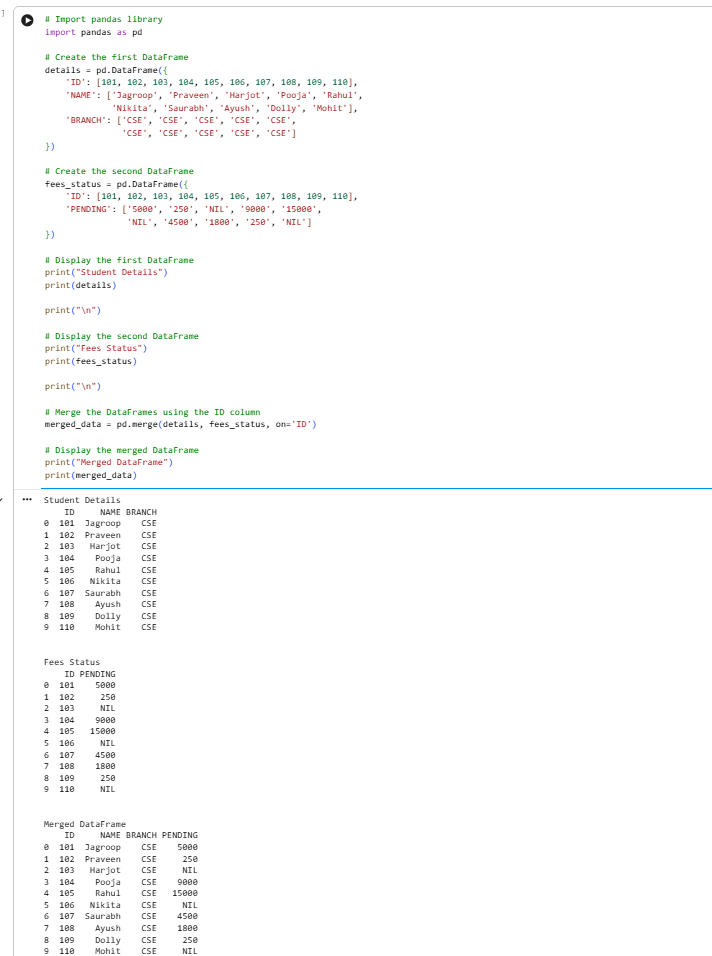 ]
# Import pandas library
import pandas as pd
# Create the first DataFrame
details = pd.DataFrame({
    'ID': [101, 102, 103, 104, 105, 106, 107, 108, 109, 110],
    'NAME': ['Jagroop', 'Praveen', 'Harjot', 'Pooja', 'Rahul',
             'Nikita', 'Saurabh', 'Ayush', 'Dolly', 'Mohit'],
    'BRANCH': ['CSE', 'CSE', 'CSE', 'CSE', 'CSE',
               'CSE', 'CSE', 'CSE', 'CSE', 'CSE']
})
# Create the second DataFrame
fees_status = pd.DataFrame({
    'ID': [101, 102, 103, 104, 105, 106, 107, 108, 109, 110],
    'PENDING': ['5000', '250', 'NIL', '9000', '15000',
                'NIL', '4500', '1800', '250', 'NIL']
})
# Display the first DataFrame
print("Student Details")
print(details)
print("\n")
# Display the second DataFrame
print("Fees Status")
print(fees_status)
print("\n")
# Merge the DataFrames using the ID column
merged_data = pd.merge(details, fees_status, on='ID')
# Display the merged DataFrame
print("Merged DataFrame")
print(merged_data)
Student Details
    ID     NAME BRANCH
0  101  Jagroop    CSE
1  102  Praveen    CSE
2  103   Harjot    CSE
3  104    Pooja    CSE
4  105    Rahul    CSE
5  106   Nikita    CSE
6  107  Saurabh    CSE
7  108    Ayush    CSE
8  109    Dolly    CSE
9  110    Mohit    CSE
Fees Status
    ID PENDING
0  101    5000
1  102     250
2  103     NIL
3  104    9000
4  105   15000
5  106     NIL
6  107    4500
7  108    1800
8  109     250
9  110     NIL
Merged DataFrame
    ID     NAME BRANCH PENDING
0  101  Jagroop    CSE    5000
1  102  Praveen    CSE     250
2  103   Harjot    CSE     NIL
3  104    Pooja    CSE    9000
4  105    Rahul    CSE   15000
5  106   Nikita    CSE     NIL
6  107  Saurabh    CSE    4500
7  108    Ayush    CSE    1800
8  109    Dolly    CSE     250
9  110    Mohit    CSE     NIL